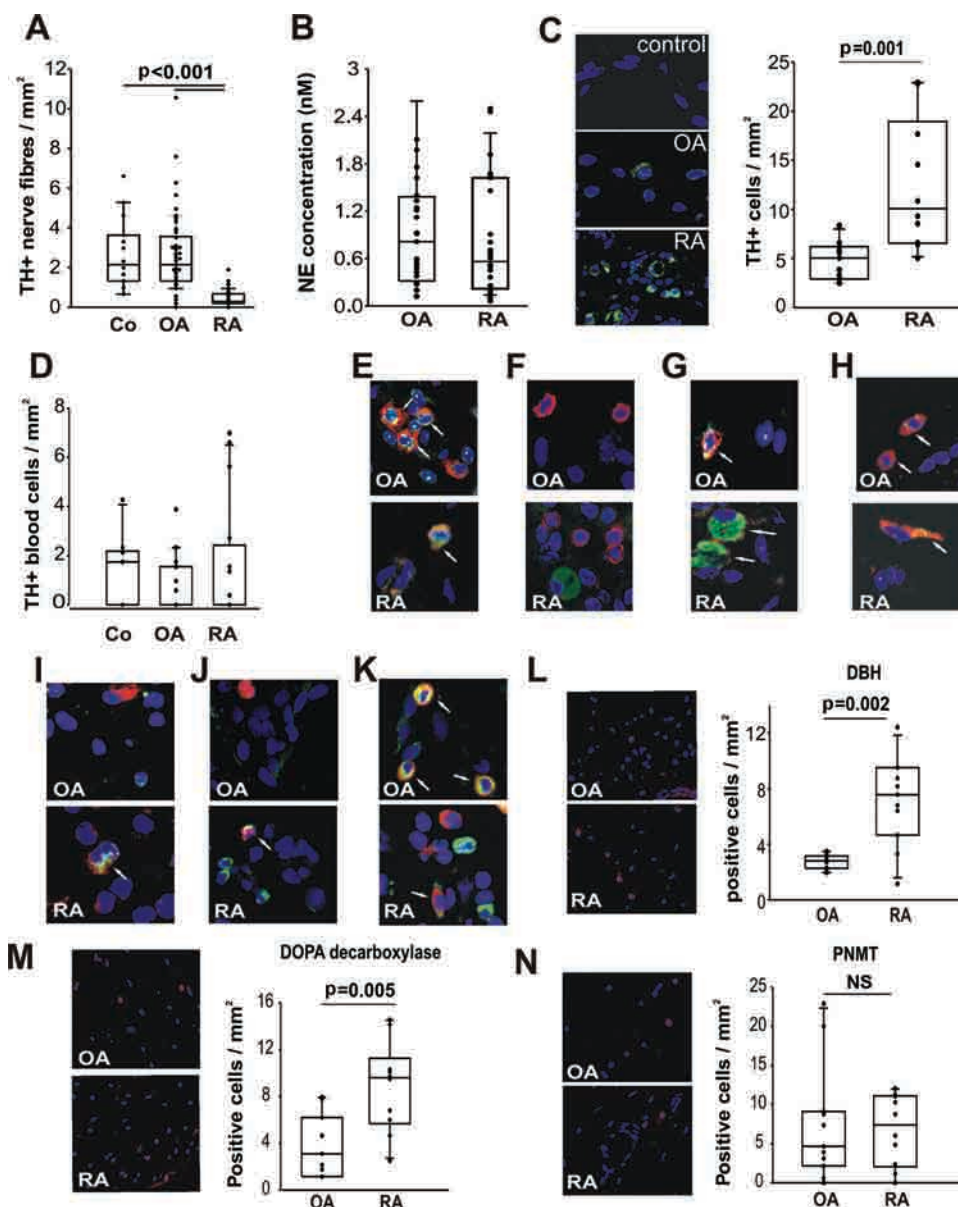 A
p<0.001
TH+ nerve fibres / mm²
12
10
8
6
4
2
0
Co OA RA
B
NE concentration (nM)
3
2.4
1.8
1.2
0.6
0.0
OA RA
C
control
OA
RA
p=0.001
TH+ cells / mm²
25
20
15
10
5
0
OA RA
D
TH+ blood cells / mm²
8
6
4
2
0
Co OA RA
E
OA
RA
F
OA
RA
G
OA
RA
H
OA
RA
I
OA
RA
J
OA
RA
K
OA
RA
L
OA
RA
DBH
p=0.002
positive cells / mm²
12
8
4
0
OA RA
M
OA
RA
DOPA decarboxylase
p=0.005
Positive cells / mm²
16
12
8
4
0
OA RA
N
OA
RA
PNMT
NS
Positive cells / mm²
25
20
15
10
5
0
OA RA